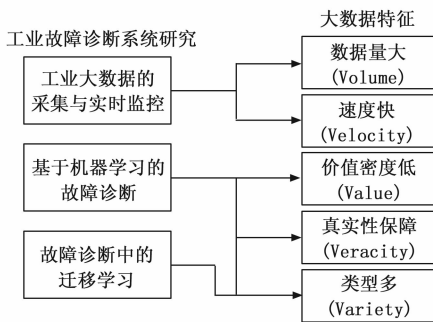 工业故障诊断系统研究
工业大数据的
采集与实时监控
基于机器学习的
故障诊断
故障诊断中的
迁移学习
大数据特征
数据量大
(Volume)
速度快
(Velocity)
价值密度低
(Value)
真实性保障
(Veracity)
类型多
(Variety)